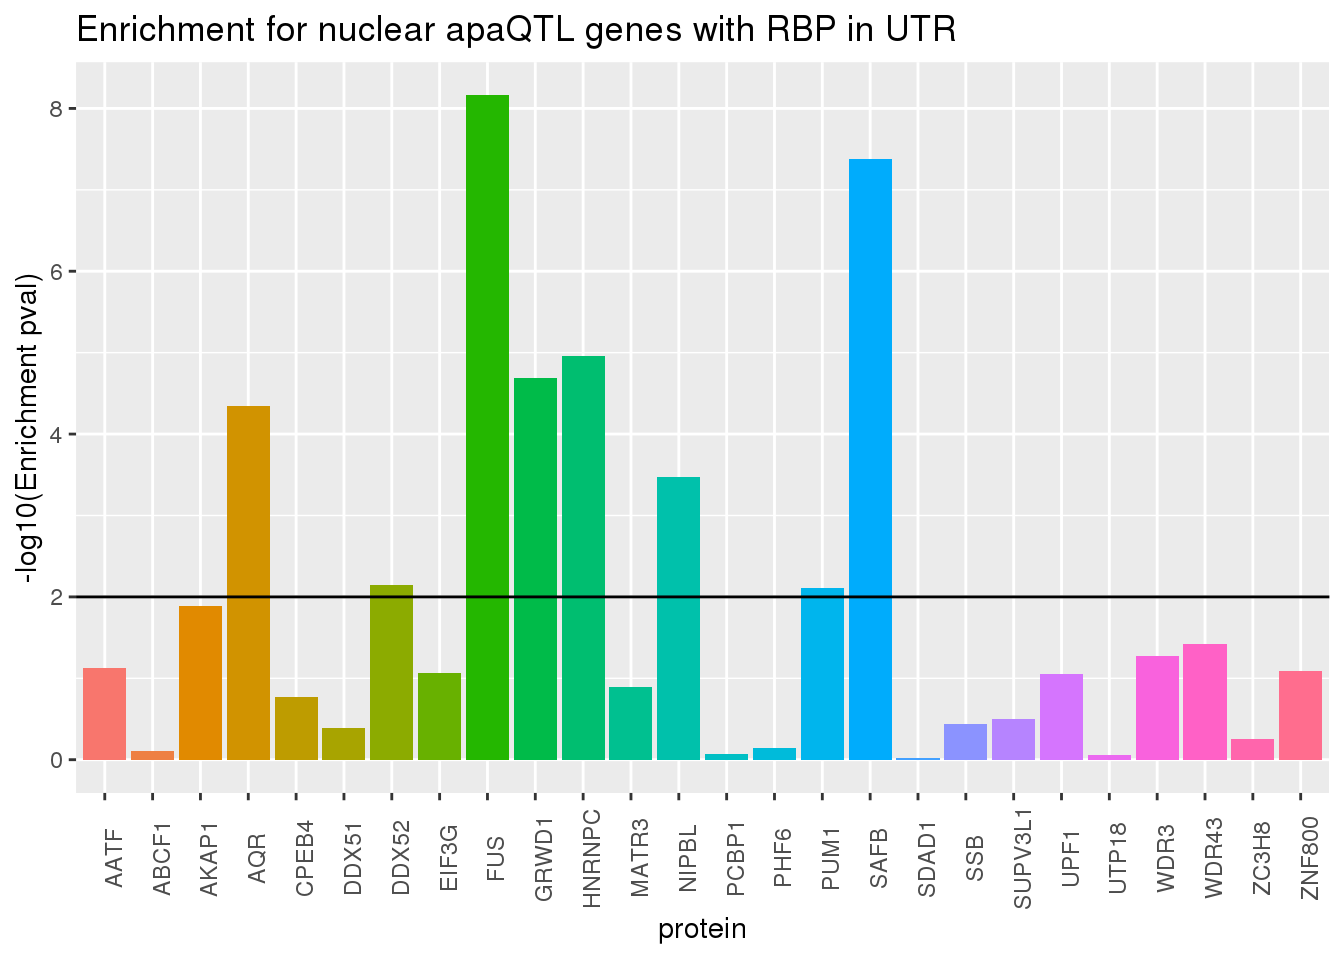 Enrichment for nuclear apaQTL genes with RBP in UTR
-log10(Enrichment pval)
8
6
4
2
0
AATF
ABCF1
AKAP1
AQR
CPEB4
DDX51
DDX52
EIF3G
FUS
GRWD1
HNRNPC
MATR3
NIPBL
PCBP1
PHF6
PUM1
SAFB
SDAD1
SSB
SUPV3L1
UPF1
UTP18
WDR3
WDR43
ZC3H8
ZNF800
protein